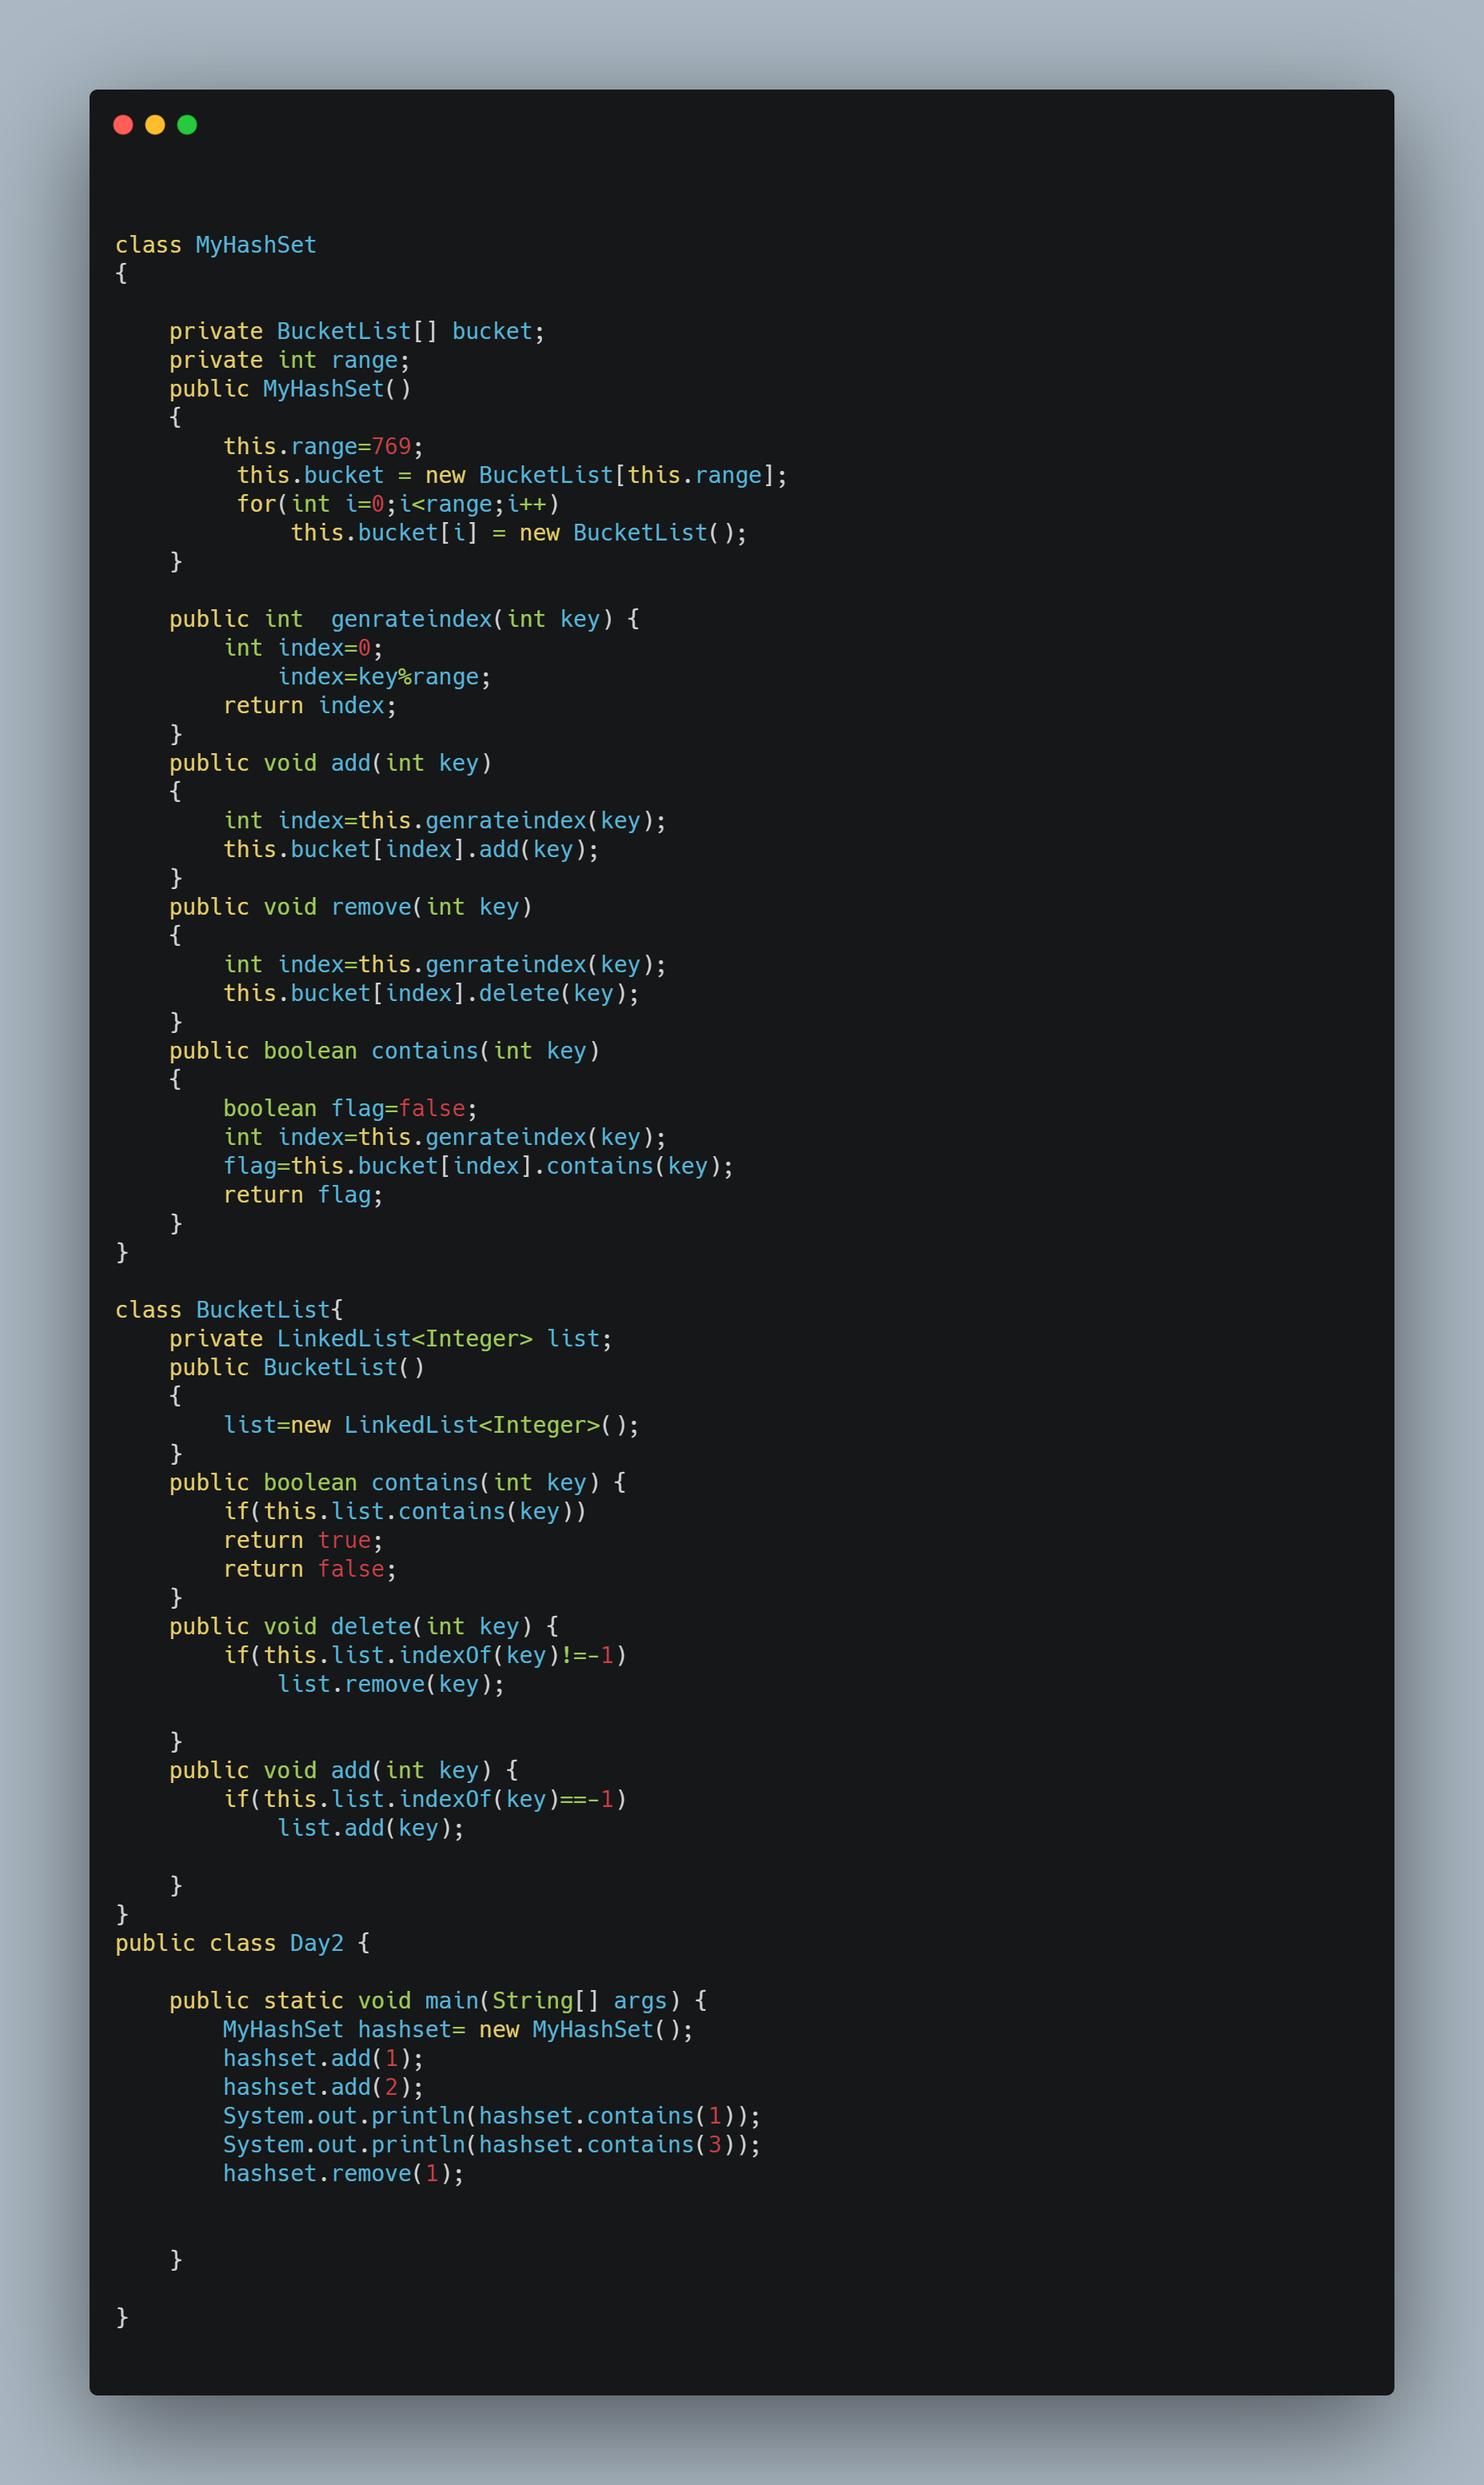 class MyHashSet
{
    private BucketList[] bucket;
    private int range;
    public MyHashSet()
    {
        this.range=769;
         this.bucket = new BucketList[this.range];
         for(int i=0;i<range;i++)
             this.bucket[i] = new BucketList();
    }
    public int  genrateindex(int key) {
        int index=0;
            index=key%range;
        return index;
    }
    public void add(int key)
    {
        int index=this.genrateindex(key);
        this.bucket[index].add(key);
    }
    public void remove(int key)
    {
        int index=this.genrateindex(key);
        this.bucket[index].delete(key);
    }
    public boolean contains(int key)
    {
        boolean flag=false;
        int index=this.genrateindex(key);
        flag=this.bucket[index].contains(key);
        return flag;
    }
}
class BucketList{
    private LinkedList<Integer> list;
    public BucketList()
    {
        list=new LinkedList<Integer>();
    }
    public boolean contains(int key) {
        if(this.list.contains(key))
        return true;
        return false;
    }
    public void delete(int key) {
        if(this.list.indexOf(key)!=-1)
            list.remove(key);
    }
    public void add(int key) {
        if(this.list.indexOf(key)==-1)
            list.add(key);
    }
}
public class Day2 {
    public static void main(String[] args) {
        MyHashSet hashset= new MyHashSet();
        hashset.add(1);
        hashset.add(2);
        System.out.println(hashset.contains(1));
        System.out.println(hashset.contains(3));
        hashset.remove(1);
    }
}